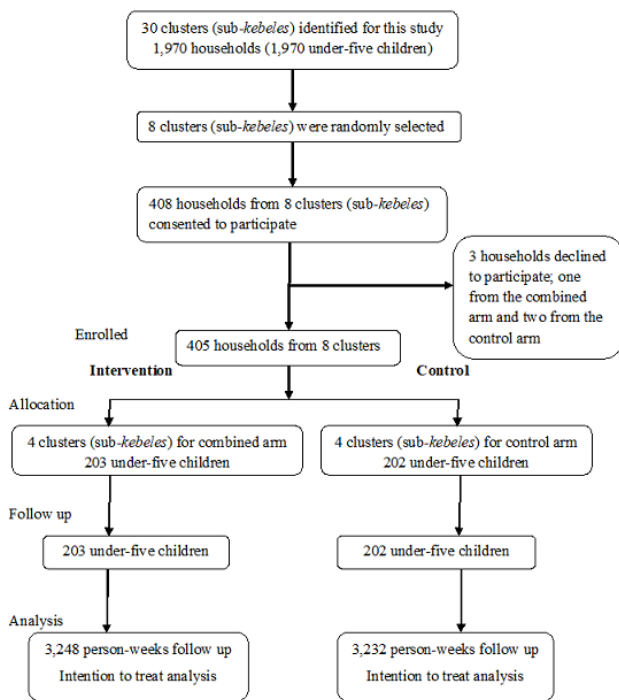 30 clusters (sub-kebeles) identified for this study
1,970 households (1,970 under-five children)
8 clusters (sub-kebeles) were randomly selected
408 households from 8 clusters (sub-kebeles)
consented to participate
3 households declined
to participate; one
from the combined
arm and two from the
control arm
Enrolled
405 households from 8 clusters
Intervention
Control
Allocation
4 clusters (sub-kebeles) for combined arm
203 under-five children
4 clusters (sub-kebeles) for control arm
202 under-five children
Follow up
203 under-five children
202 under-five children
Analysis
3,248 person-weeks follow up
Intention to treat analysis
3,232 person-weeks follow up
Intention to treat analysis